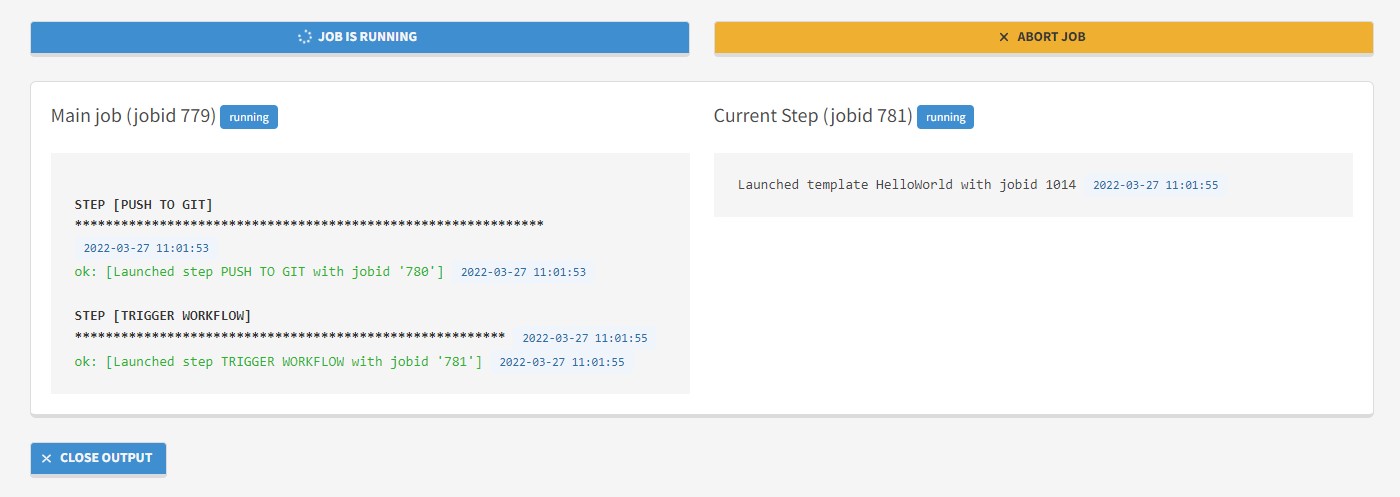 JOB IS RUNNING
ABORT JOB
Main job (jobid 779) running
STEP [PUSH TO GIT]
*************************************************************
2022-03-27 11:01:53
ok: [Launched step PUSH TO GIT with jobid '780'] 2022-03-27 11:01:53
STEP [TRIGGER WORKFLOW]
******************************************************** 2022-03-27 11:01:55
ok: [Launched step TRIGGER WORKFLOW with jobid '781'] 2022-03-27 11:01:55
Current Step (jobid 781) running
Launched template HelloWorld with jobid 1014 2022-03-27 11:01:55
CLOSE OUTPUT